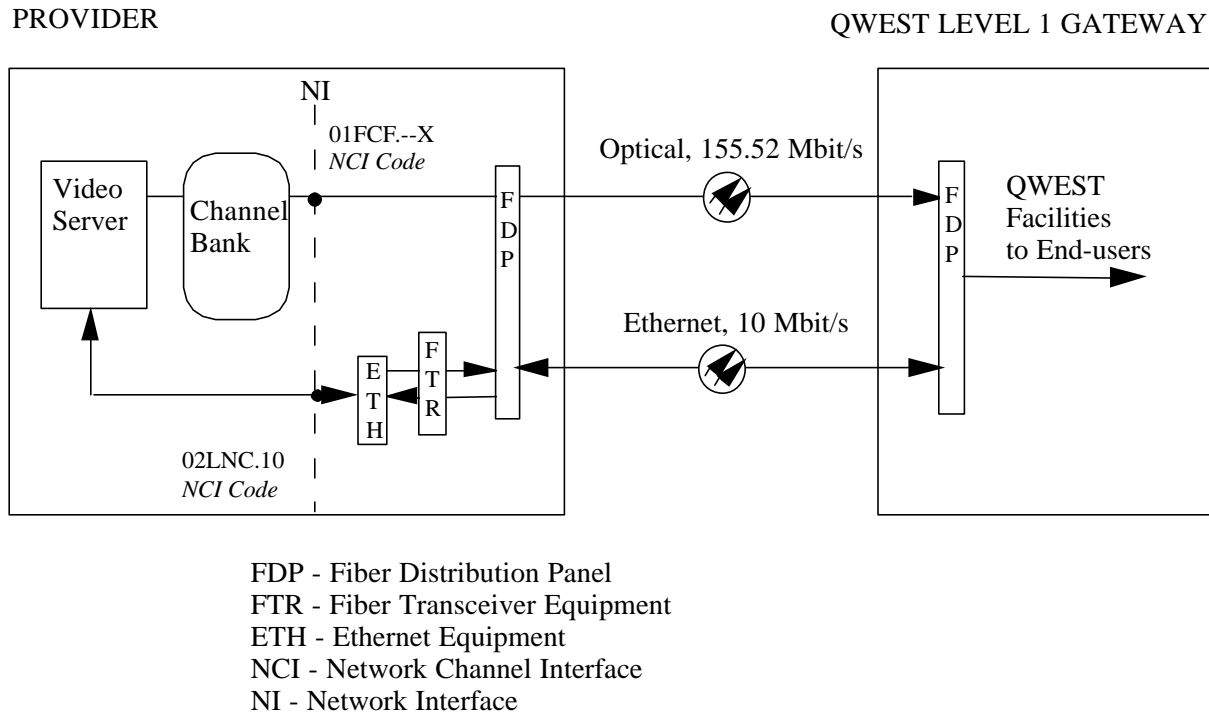 PROVIDER
QWEST LEVEL 1 GATEWAY
NI
01FCF.--X
NCI Code
Optical, 155.52 Mbit/s
Video
Server
Channel
Bank
F
D
P
F
D
P
QWEST
Facilities
to End-users
Ethernet, 10 Mbit/s
E
T
H
F
T
R
02LNC.10
NCI Code
FDP - Fiber Distribution Panel
FTR - Fiber Transceiver Equipment
ETH - Ethernet Equipment
NCI - Network Channel Interface
NI - Network Interface